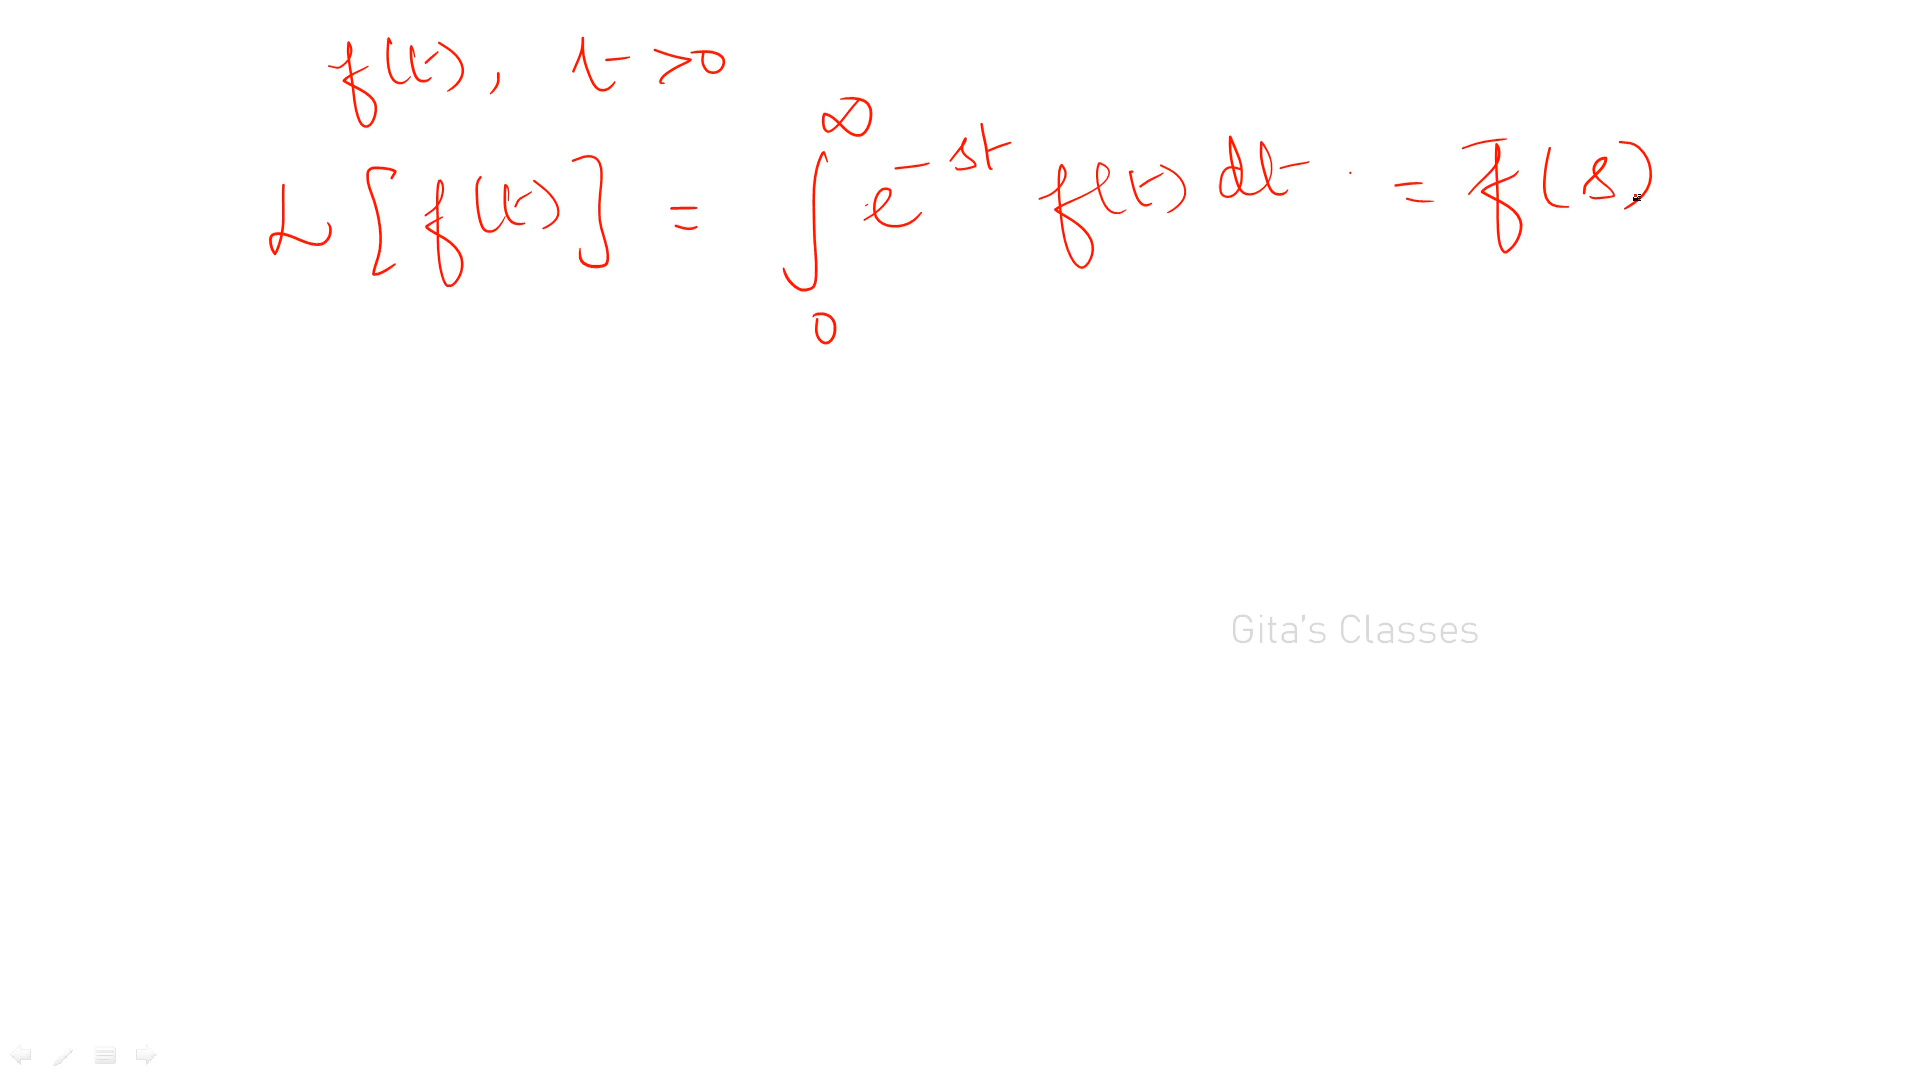 f(t), t>0
L[f(t)] = ∫₀^∞ e^{-st} f(t) dt. = f̄(s)
Gita's Classes